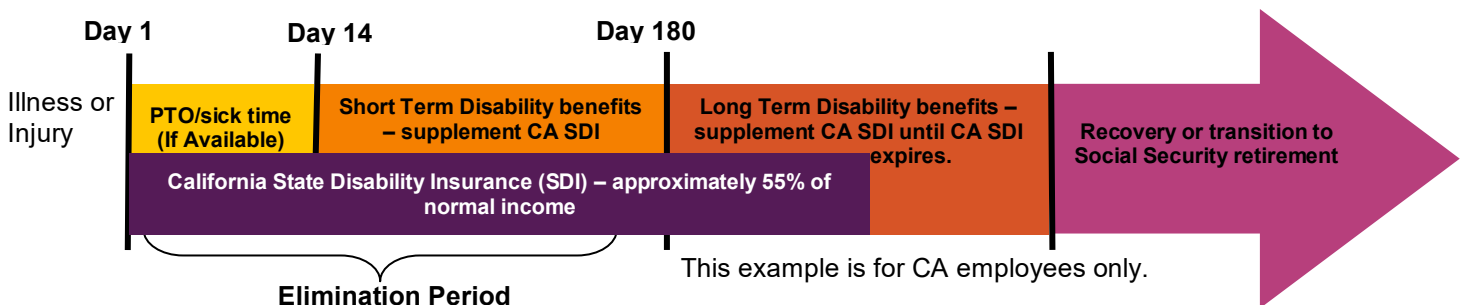 Day 1
Day 14
Day 180
Illness or
Injury
PTO/sick time
(If Available)
Short Term Disability benefits
– supplement CA SDI
Long Term Disability benefits –
supplement CA SDI until CA SDI
expires.
Recovery or transition to
Social Security retirement
California State Disability Insurance (SDI) – approximately 55% of
normal income
This example is for CA employees only.
Elimination Period